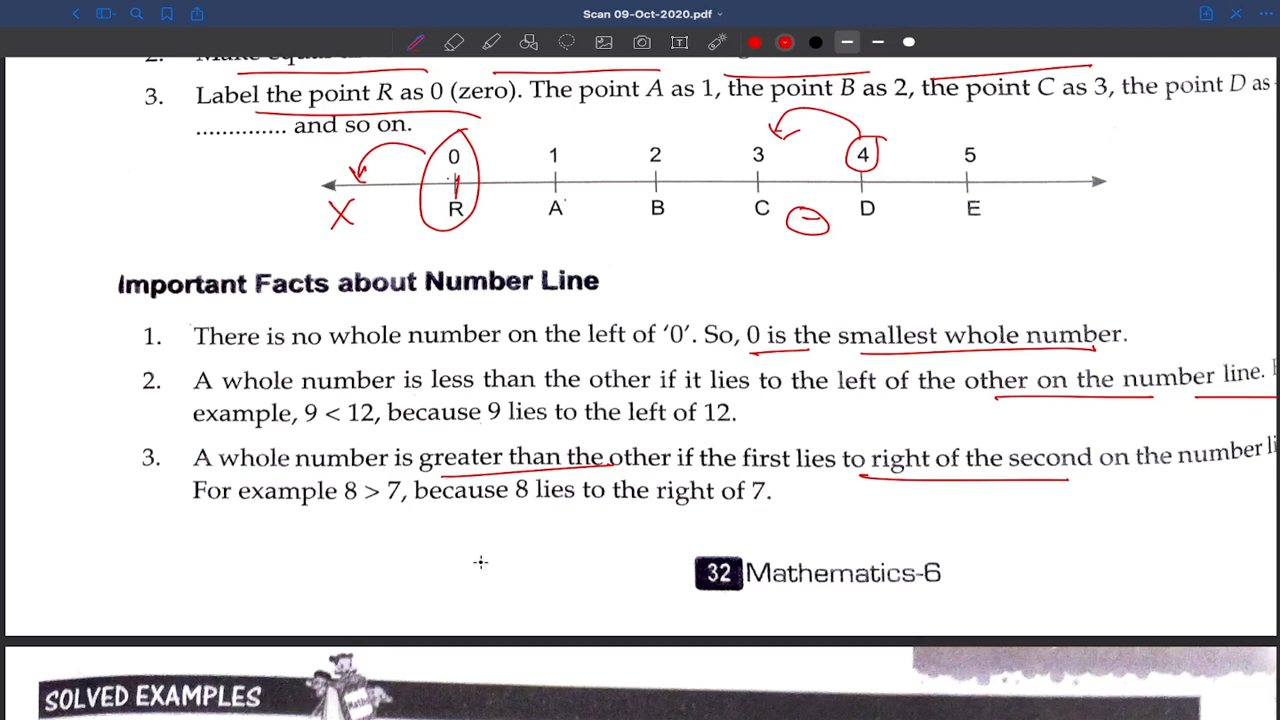 Scan 09-Oct-2020.pdf
3. Label the point R as 0 (zero). The point A as 1, the point B as 2, the point C as 3, the point D as
.............. and so on.
0 1 2 3 4 5
R A B C D E
X
Important Facts about Number Line
1. There is no whole number on the left of '0'. So, 0 is the smallest whole number.
2. A whole number is less than the other if it lies to the left of the other on the number line.
example, 9 < 12, because 9 lies to the left of 12.
3. A whole number is greater than the other if the first lies to right of the second on the number
For example 8 > 7, because 8 lies to the right of 7.
32 Mathematics-6
SOLVED EXAMPLES